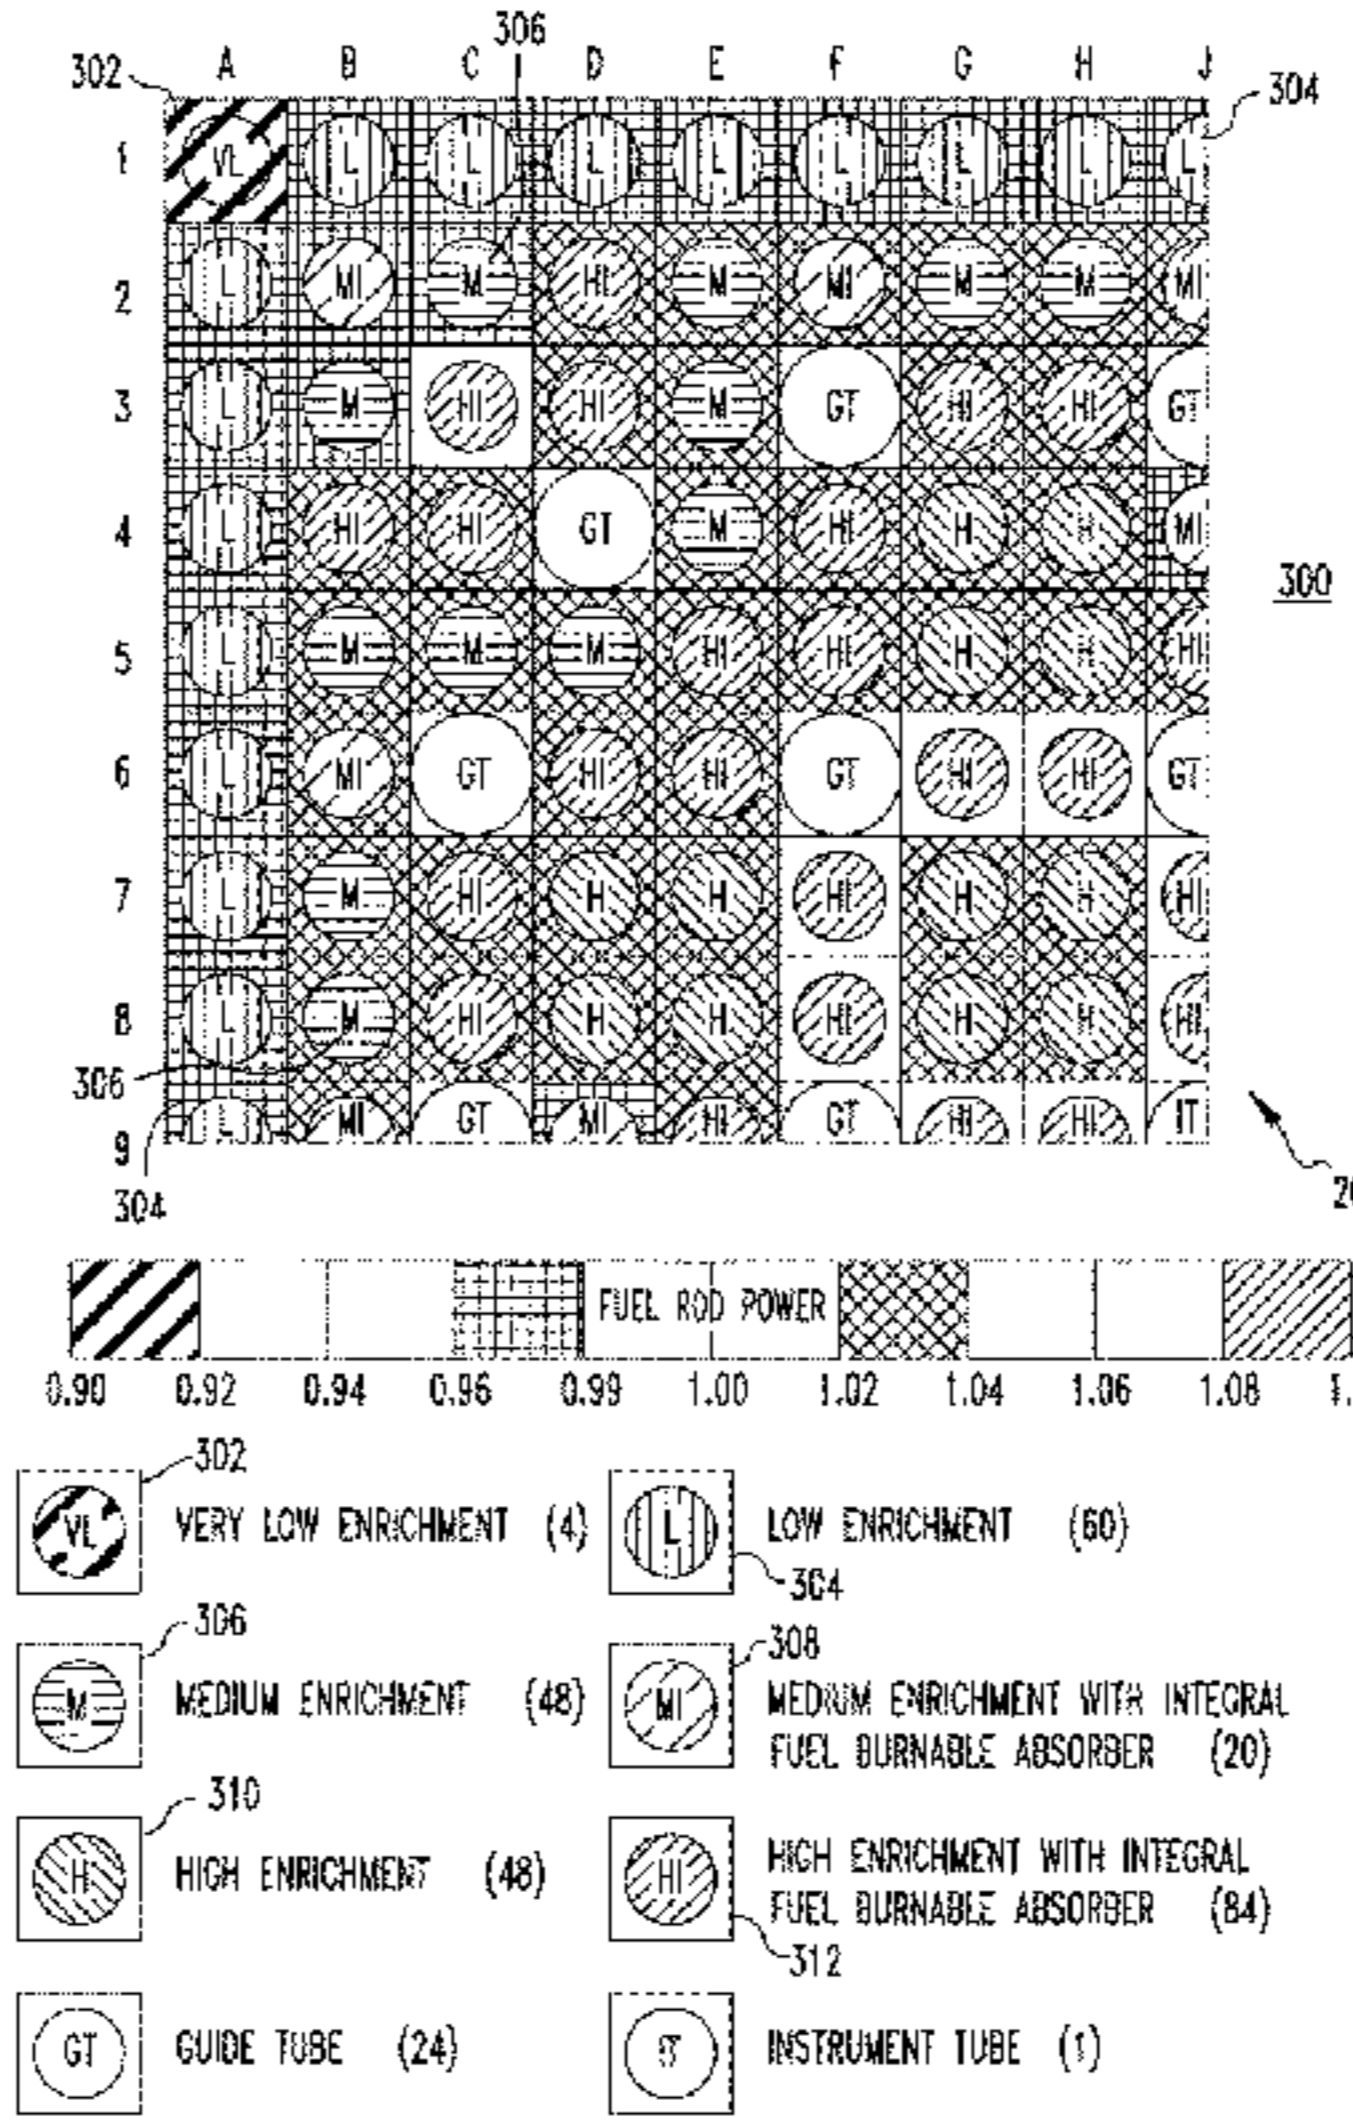 306
302 A B C D E F G H J 304
1 VL L L L L L L L L
2 L MI M HI M MI M M MI
3 L M HI HI M GT HI HI GT
4 L HI HI GT M HI H H MI
300
5 L M M M HI HI H H HI
6 L MI GT HI HI GT HI HI GT
7 L M HI H H HI H H HI
8 L M HI H H HI H H HI
306
9 L MI GT MI HI GT HI HI IT
304
FUEL ROD POWER
0.90 0.92 0.94 0.96 0.99 1.00 1.02 1.04 1.06 1.08
302
VL VERY LOW ENRICHMENT (4)
L LOW ENRICHMENT (60)
304
306
M MEDIUM ENRICHMENT (48)
308
MI MEDIUM ENRICHMENT WITH INTEGRAL
FUEL BURNABLE ABSORBER (20)
310
H HIGH ENRICHMENT (48)
HI HIGH ENRICHMENT WITH INTEGRAL
FUEL BURNABLE ABSORBER (84)
312
GT GUIDE TUBE (24)
IT INSTRUMENT TUBE (1)